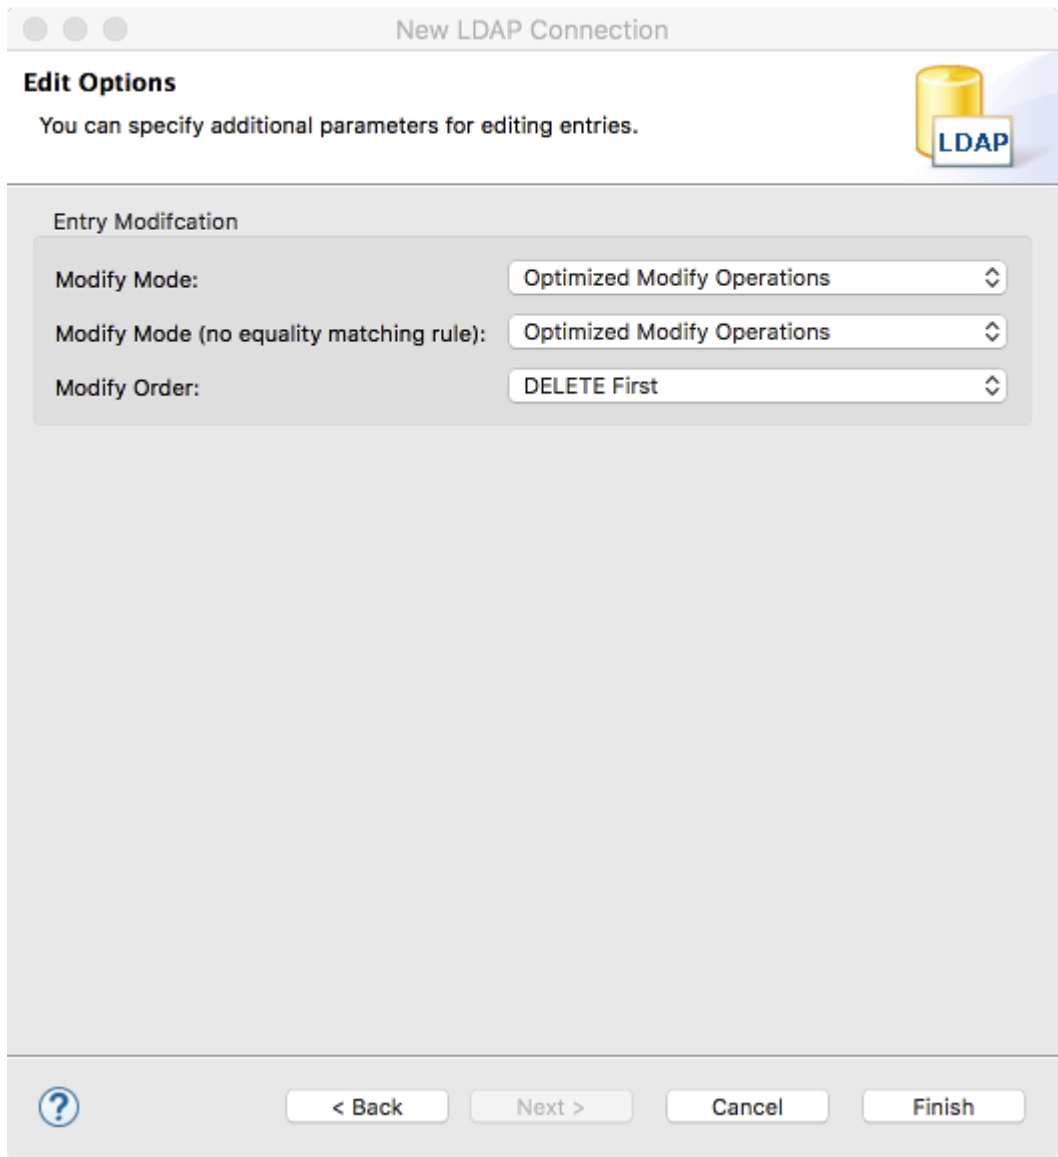 New LDAP Connection
Edit Options
You can specify additional parameters for editing entries.
LDAP
Entry Modifcation
Modify Mode: Optimized Modify Operations
Modify Mode (no equality matching rule): Optimized Modify Operations
Modify Order: DELETE First
? < Back Next > Cancel Finish